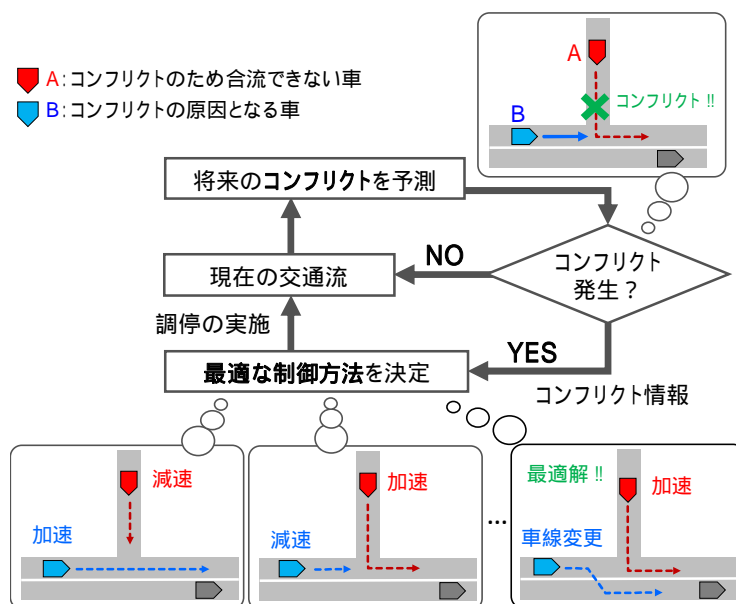 A:コンフリクトのため合流できない車
B:コンフリクトの原因となる車
A
コンフリクト!!
B
将来のコンフリクトを予測
現在の交通流
NO
コンフリクト
発生?
調停の実施
YES
最適な制御方法を決定
コンフリクト情報
減速
加速
加速
減速
...
最適解!!
加速
車線変更